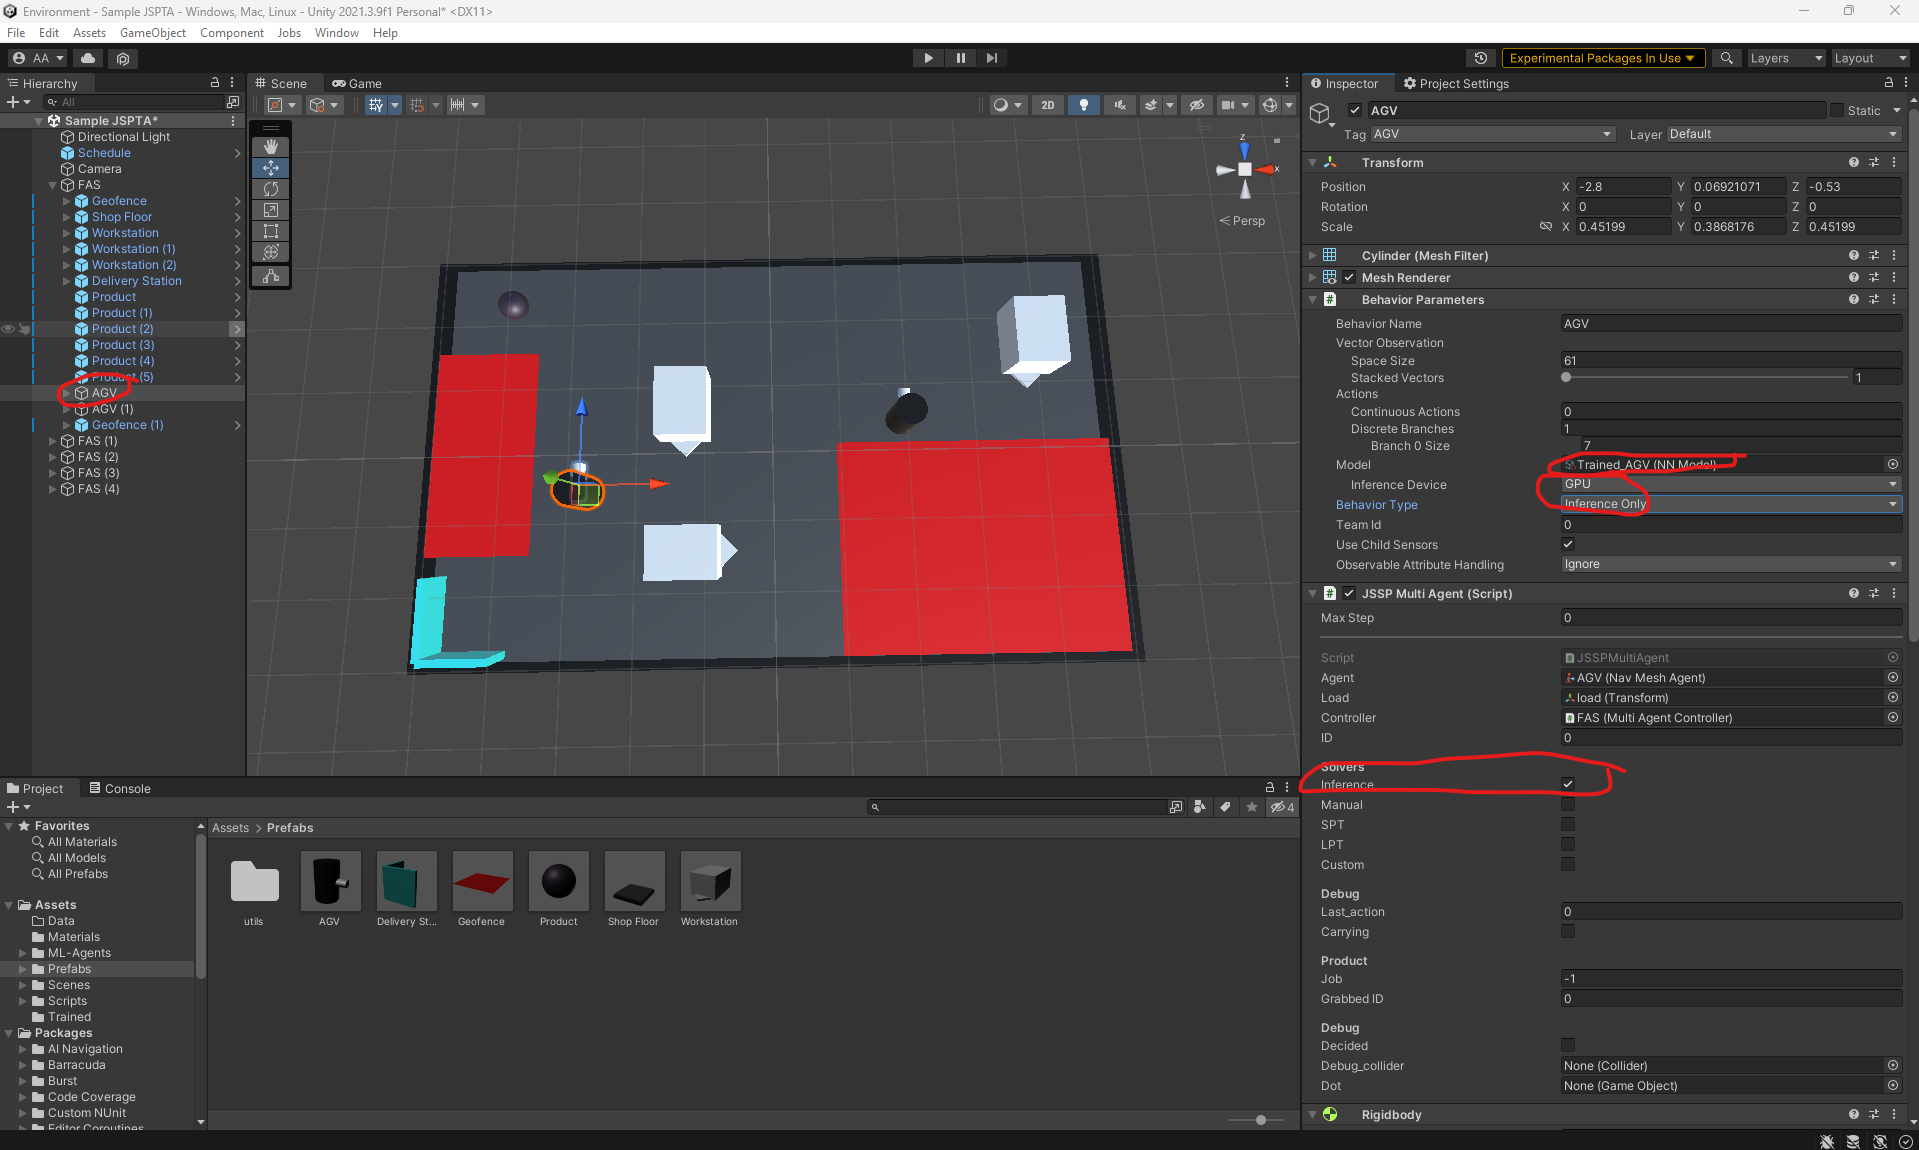 Environment - Sample JSPTA - Windows, Mac, Linux - Unity 2021.3.9f1 Personal* <DX11>
File Edit Assets GameObject Component Jobs Window Help
AA
Experimental Packages In Use
Layers
Layout
Hierarchy
All
Sample JSPTA*
Directional Light
Schedule
Camera
FAS
Geofence
Shop Floor
Workstation
Workstation (1)
Workstation (2)
Delivery Station
Product
Product (1)
Product (2)
Product (3)
Product (4)
Product (5)
AGV
AGV (1)
Geofence (1)
FAS (1)
FAS (2)
FAS (3)
FAS (4)
Scene
Game
2D
z
x
Persp
Inspector
Project Settings
AGV
Static
Tag AGV
Layer Default
Transform
Position X -2.8 Y 0.06921071 Z -0.53
Rotation X 0 Y 0 Z 0
Scale X 0.45199 Y 0.3868176 Z 0.45199
Cylinder (Mesh Filter)
Mesh Renderer
Behavior Parameters
Behavior Name AGV
Vector Observation
Space Size 61
Stacked Vectors 1
Actions
Continuous Actions 0
Discrete Branches 1
Branch 0 Size 7
Model Trained_AGV (NN Model)
Inference Device GPU
Behavior Type Inference Only
Team Id 0
Use Child Sensors
Observable Attribute Handling Ignore
JSSP Multi Agent (Script)
Max Step 0
Script JSSPMultiAgent
Agent AGV (Nav Mesh Agent)
Load load (Transform)
Controller FAS (Multi Agent Controller)
ID 0
Solvers
Inference
Manual
SPT
LPT
Custom
Debug
Last_action 0
Carrying
Product
Job -1
Grabbed ID 0
Debug
Decided
Debug_collider None (Collider)
Dot None (Game Object)
Rigidbody
Project
Console
4
Favorites
All Materials
All Models
All Prefabs
Assets
Data
Materials
ML-Agents
Prefabs
Scenes
Scripts
Trained
Packages
AI Navigation
Barracuda
Burst
Code Coverage
Custom NUnit
Editor Coroutines
Assets > Prefabs
utils
AGV
Delivery St...
Geofence
Product
Shop Floor
Workstation